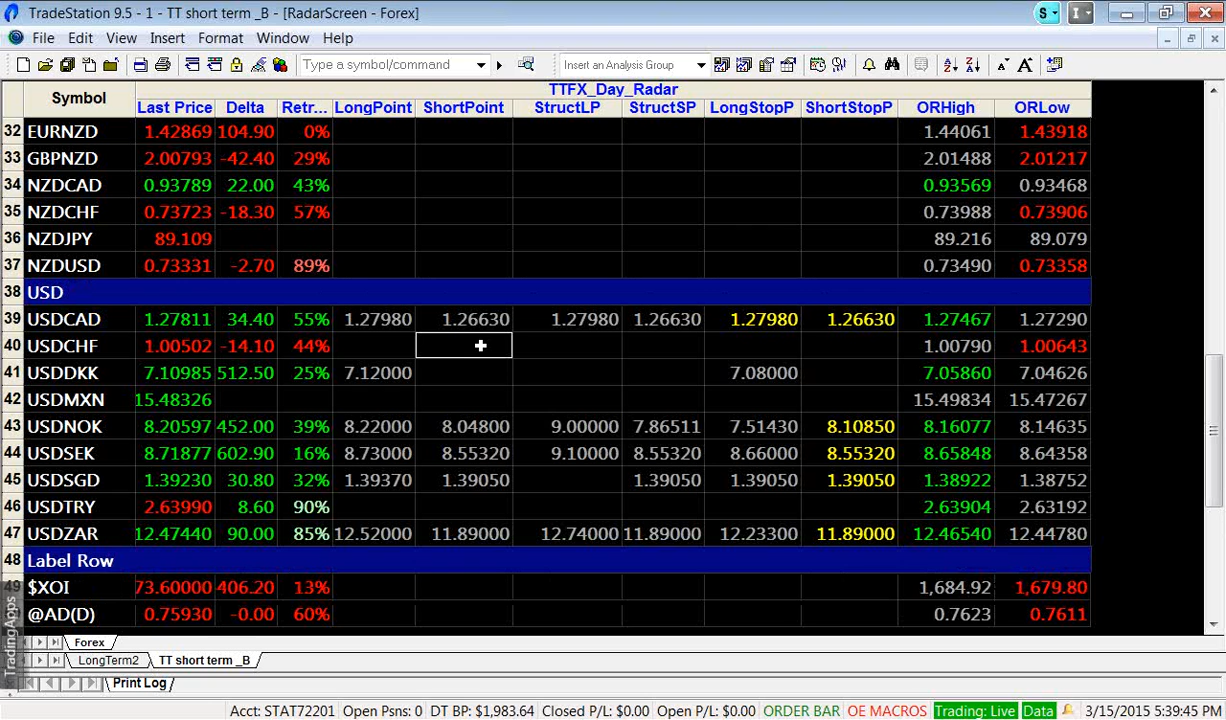 TradeStation 9.5 - 1 - TT short term _B - [RadarScreen - Forex]
S I
File Edit View Insert Format Window Help
Type a symbol/command Insert an Analysis Group
Symbol TTFX_Day_Radar
Last Price Delta Retr... LongPoint ShortPoint StructLP StructSP LongStopP ShortStopP ORHigh ORLow
32 EURNZD 1.42869 104.90 0% 1.44061 1.43918
33 GBPNZD 2.00793 -42.40 29% 2.01488 2.01217
34 NZDCAD 0.93789 22.00 43% 0.93569 0.93468
35 NZDCHF 0.73723 -18.30 57% 0.73988 0.73906
36 NZDJPY 89.109 89.216 89.079
37 NZDUSD 0.73331 -2.70 89% 0.73490 0.73358
38 USD
39 USDCAD 1.27811 34.40 55% 1.27980 1.26630 1.27980 1.26630 1.27980 1.26630 1.27467 1.27290
40 USDCHF 1.00502 -14.10 44% 1.00790 1.00643
41 USDDKK 7.10985 512.50 25% 7.12000 7.08000 7.05860 7.04626
42 USDMXN 15.48326 15.49834 15.47267
43 USDNOK 8.20597 452.00 39% 8.22000 8.04800 9.00000 7.86511 7.51430 8.10850 8.16077 8.14635
44 USDSEK 8.71877 602.90 16% 8.73000 8.55320 9.10000 8.55320 8.66000 8.55320 8.65848 8.64358
45 USDSGD 1.39230 30.80 32% 1.39370 1.39050 1.39050 1.39050 1.39050 1.38922 1.38752
46 USDTRY 2.63990 8.60 90% 2.63904 2.63192
47 USDZAR 12.47440 90.00 85% 12.52000 11.89000 12.74000 11.89000 12.23300 11.89000 12.46540 12.44780
48 Label Row
49 $XOI 73.60000 406.20 13% 1,684.92 1,679.80
@AD(D) 0.75930 -0.00 60% 0.7623 0.7611
TradingApps
Forex
LongTerm2 TT short term _B
Print Log
Acct: STAT72201 Open Psns: 0 DT BP: $1,983.64 Closed P/L: $0.00 Open P/L: $0.00 ORDER BAR OE MACROS Trading: Live Data 3/15/2015 5:39:45 PM